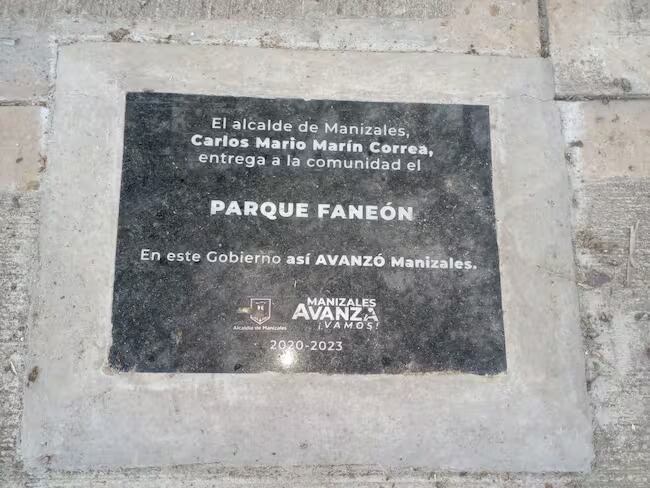 El alcalde de Manizales,
Carlos Mario Marín Correa,
entrega a la comunidad el
PARQUE FANEÓN
En este Gobierno así AVANZÓ Manizales.
Alcaldía de Manizales
MANIZALES
AVANZA
¡VAMOS!
2020-2023